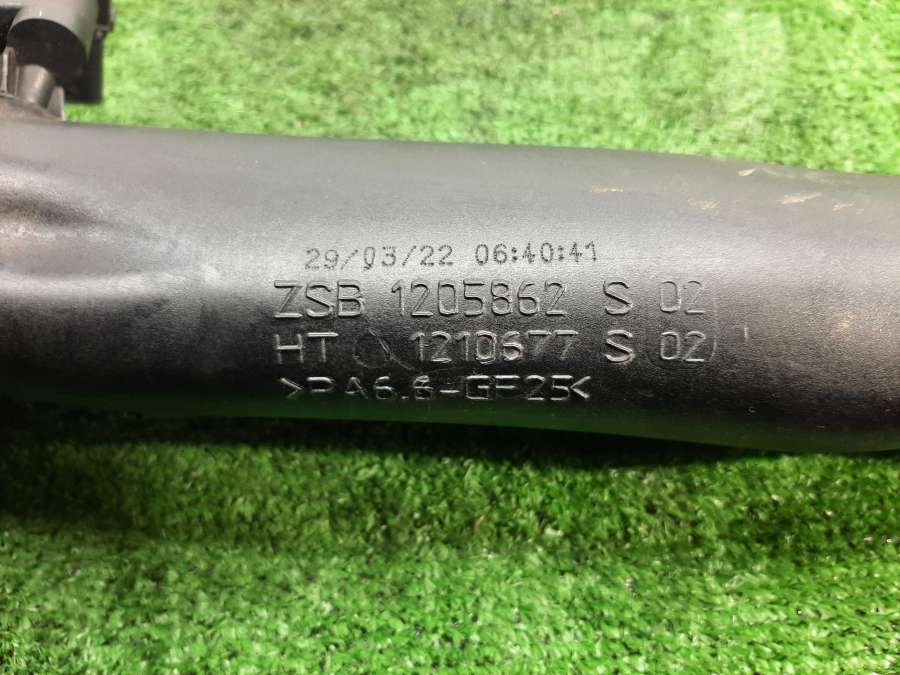 29/03/22 06:40:41
ZSB 1205862 S 02
HT 1210677 S 02
>PA6.6-GF25<